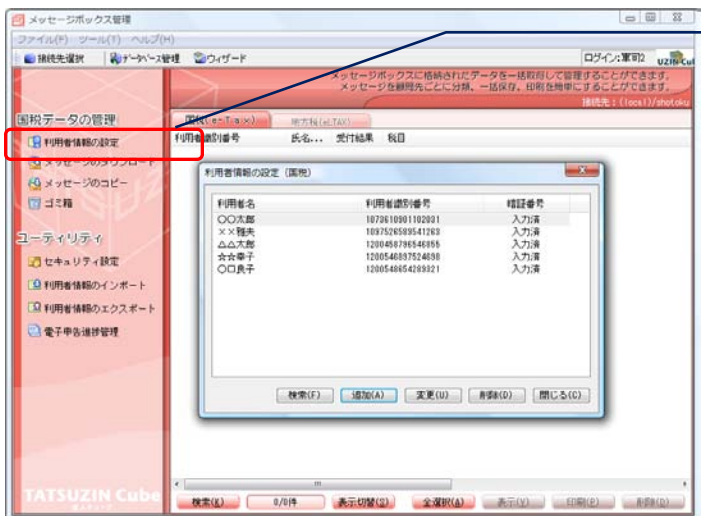 メッセージボックス管理
ファイル(F) ツール(T) ヘルプ(H)
接続先選択 データベース管理 ウィザード ログイン:軍司2
メッセージボックスに格納されたデータを一括取得して管理することができます。
メッセージを顧問先ごとに分類、一括保存、印刷を簡単にすることができます。
接続先:(local)/shotoku
国税データの管理
利用者情報の設定
メッセージのダウンロード
メッセージのコピー
ゴミ箱
ユーティリティ
セキュリティ設定
利用者情報のインポート
利用者情報のエクスポート
電子申告進捗管理
TATSUZIN Cube
国税(e-Tax) 地方税(eLTAX)
利用者識別番号 氏名... 受付結果 税目
利用者情報の設定（国税）
利用者名 利用者識別番号 暗証番号
〇〇太郎 1073610901102031 入力済
××雅夫 1097526589541263 入力済
△△太郎 1200458796546855 入力済
☆☆幸子 1200546897524698 入力済
〇口良子 1200548654289321 入力済
検索(F) 追加(A) 変更(U) 削除(D) 閉じる(C)
検索(K) 0/0件 表示切替(S) 全選択(A) 表示(V) 印刷(P) 削除(D)